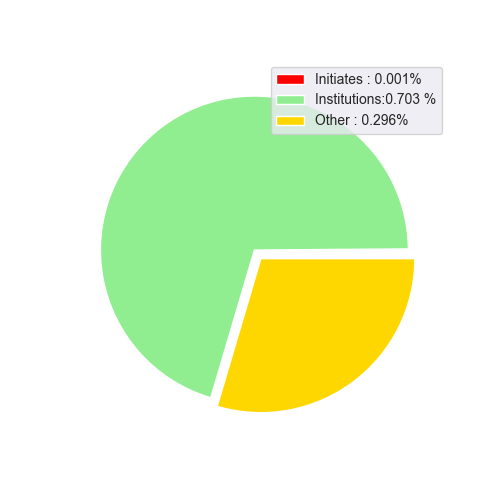 Initiates : 0.001%
Institutions:0.703 %
Other : 0.296%